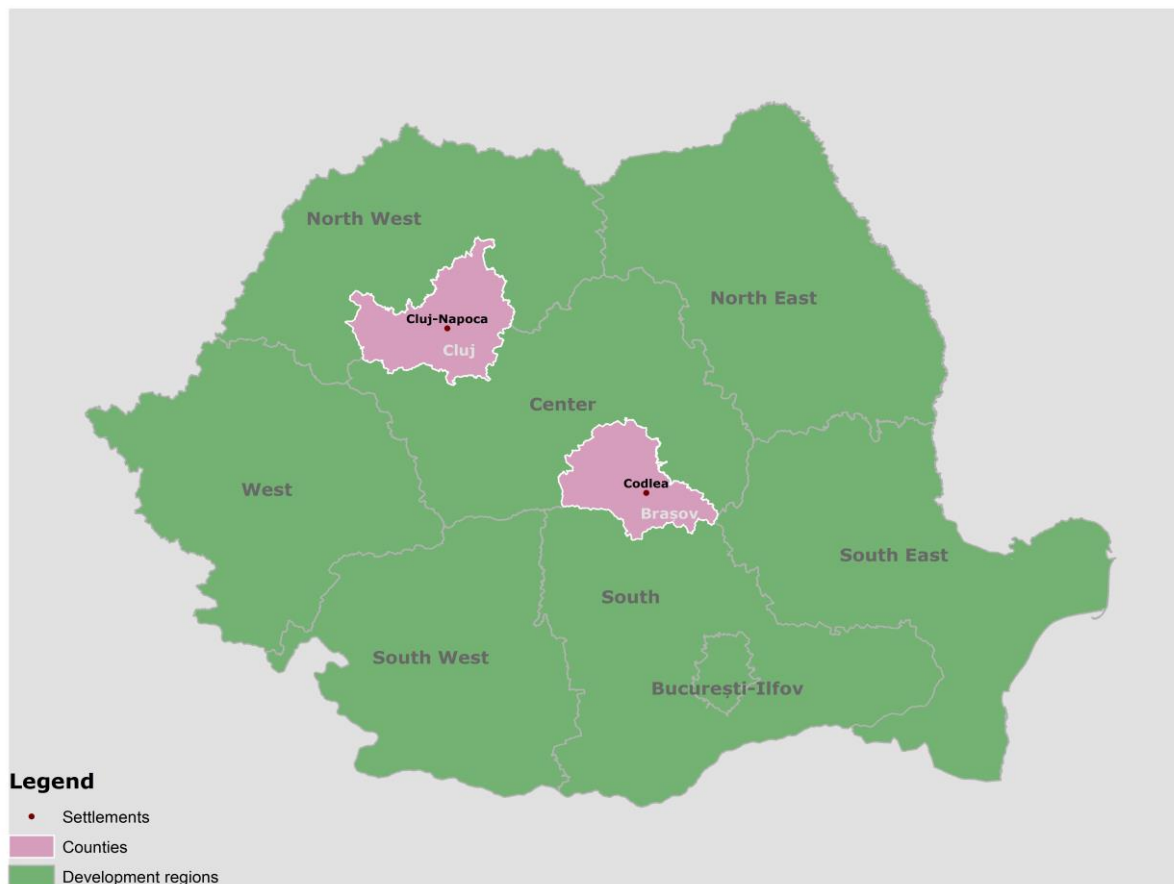 North West
North East
Cluj-Napoca
Cluj
Center
West
Codlea
Brasov
South East
South
South West
București-Ilfov
Legend
Settlements
Counties
Development regions